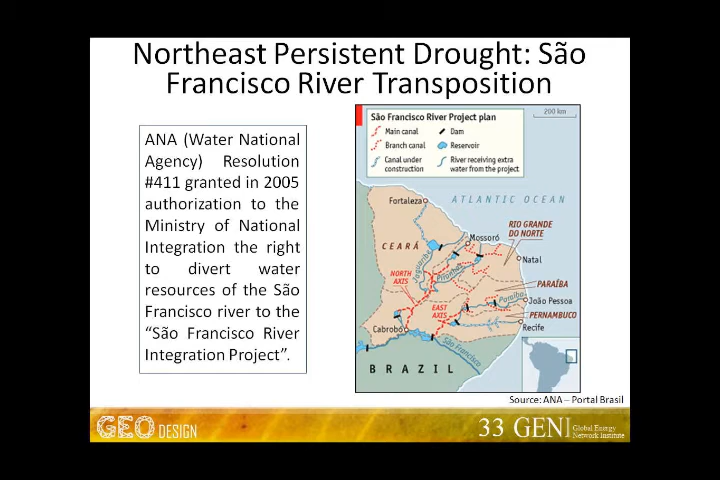 Northeast Persistent Drought: São
Francisco River Transposition
ANA (Water National
Agency) Resolution
#411 granted in 2005
authorization to the
Ministry of National
Integration the right
to divert water
resources of the São
Francisco river to the
“São Francisco River
Integration Project”.
200 km
São Francisco River Project plan
Main canal
Dam
Branch canal
Reservoir
Canal under
construction
River receiving extra
water from the project
Fortaleza
ATLANTIC OCEAN
RIO GRANDE
DO NORTE
Mossoró
CEARÁ
Natal
Jaguaribe
Piranhas
NORTH
AXIS
PARAÍBA
Paraíba
João Pessoa
EAST
AXIS
PERNAMBUCO
Cabrobó
Recife
São Francisco
BRAZIL
Source: ANA – Portal Brasil
GEO DESIGN
33 GENI Global Energy
Network Institute